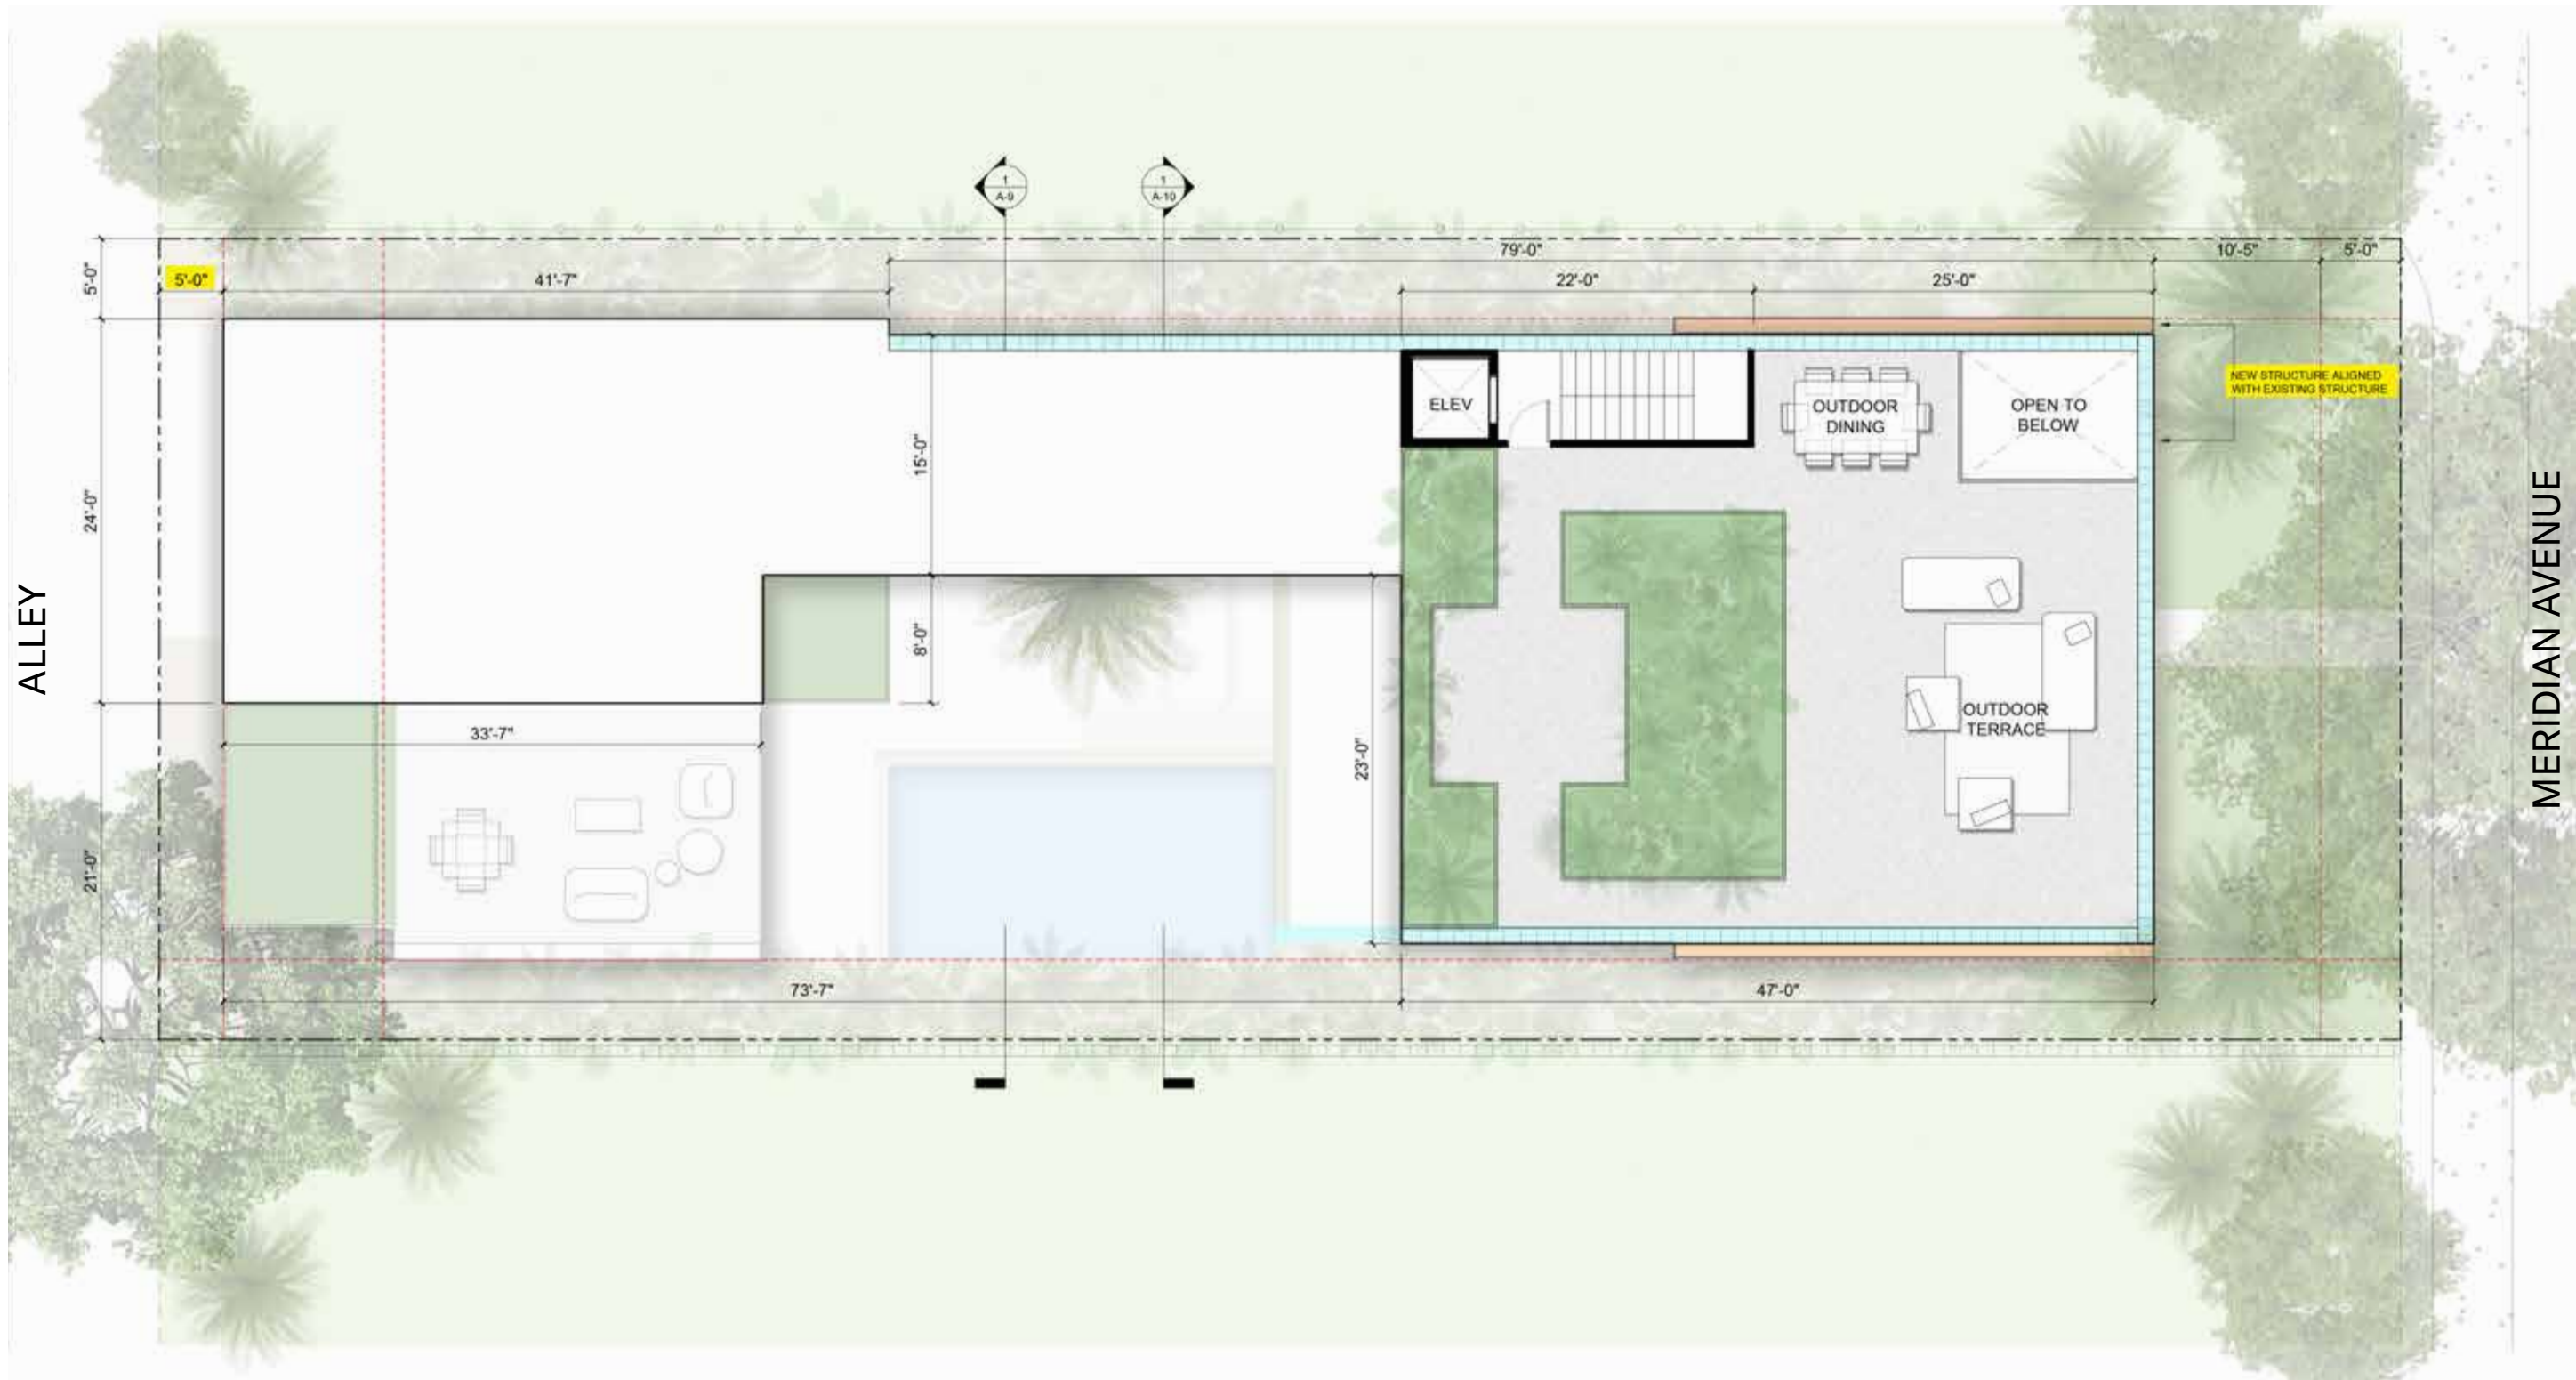 1
A-9
1
A-10
79'-0"
10'-5"
5'-0"
5'-0"
5'-0"
41'-7"
22'-0"
25'-0"
NEW STRUCTURE ALIGNED
WITH EXISTING STRUCTURE
ELEV
OUTDOOR
DINING
OPEN TO
BELOW
15'-0"
24'-0"
ALLEY
8'-0"
MERIDIAN AVENUE
OUTDOOR
TERRACE
33'-7"
23'-0"
21'-0"
73'-7"
47'-0"